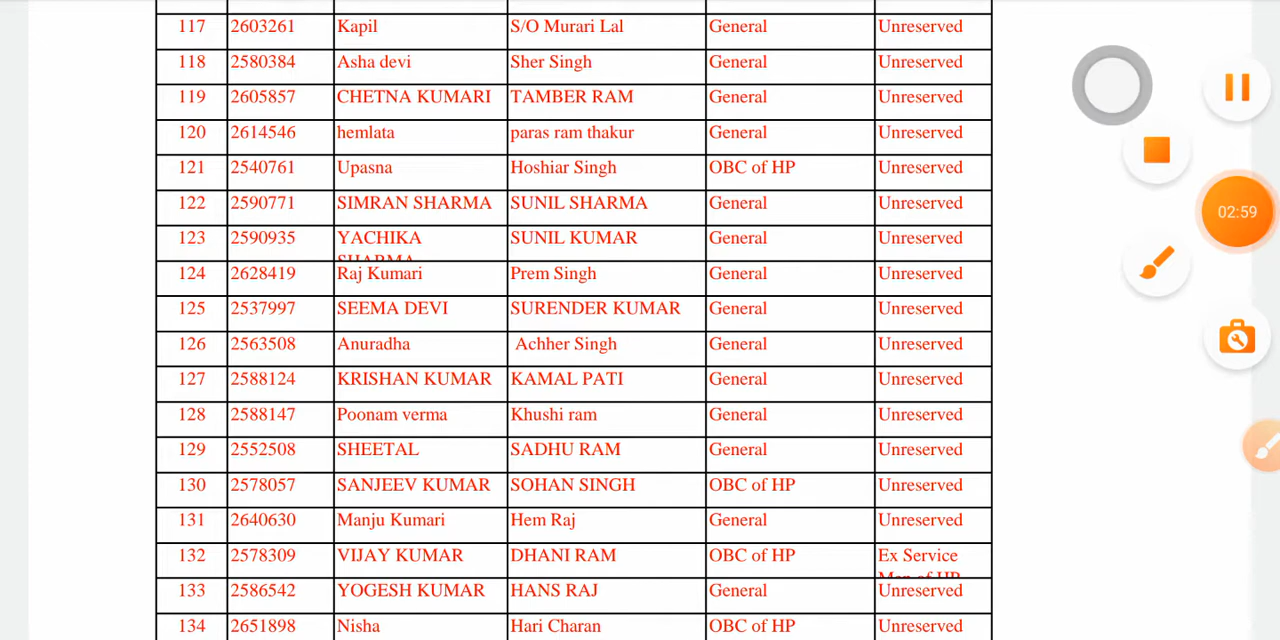 117 2603261 Kapil S/O Murari Lal General Unreserved
118 2580384 Asha devi Sher Singh General Unreserved
119 2605857 CHETNA KUMARI TAMBER RAM General Unreserved
120 2614546 hemlata paras ram thakur General Unreserved
121 2540761 Upasna Hoshiar Singh OBC of HP Unreserved
122 2590771 SIMRAN SHARMA SUNIL SHARMA General Unreserved
123 2590935 YACHIKA SUNIL KUMAR General Unreserved
SHARMA
124 2628419 Raj Kumari Prem Singh General Unreserved
125 2537997 SEEMA DEVI SURENDER KUMAR General Unreserved
126 2563508 Anuradha Achher Singh General Unreserved
127 2588124 KRISHAN KUMAR KAMAL PATI General Unreserved
128 2588147 Poonam verma Khushi ram General Unreserved
129 2552508 SHEETAL SADHU RAM General Unreserved
130 2578057 SANJEEV KUMAR SOHAN SINGH OBC of HP Unreserved
131 2640630 Manju Kumari Hem Raj General Unreserved
132 2578309 VIJAY KUMAR DHANI RAM OBC of HP Ex Service
Men of HP
133 2586542 YOGESH KUMAR HANS RAJ General Unreserved
134 2651898 Nisha Hari Charan OBC of HP Unreserved
02:59